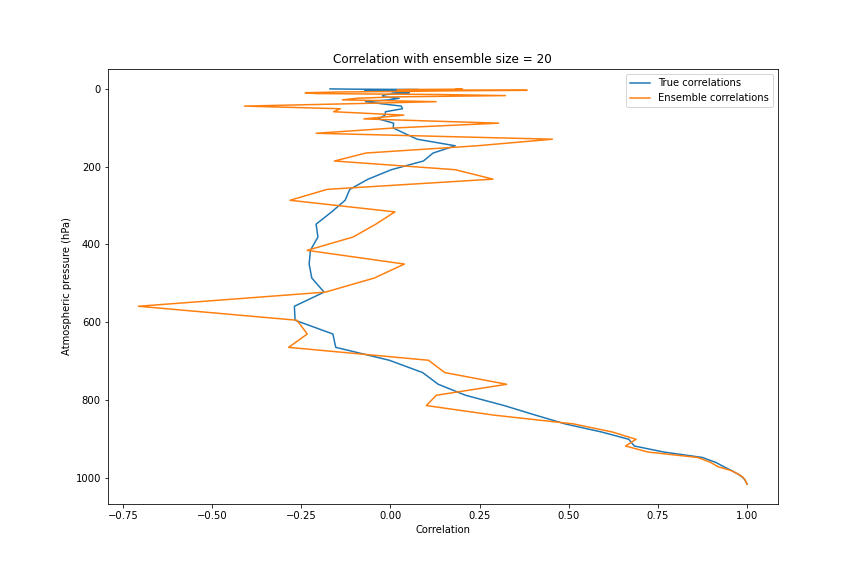 Correlation with ensemble size = 20
True correlations
Ensemble correlations
Atmospheric pressure (hPa)
0
200
400
600
800
1000
−0.75 −0.50 −0.25 0.00 0.25 0.50 0.75 1.00
Correlation